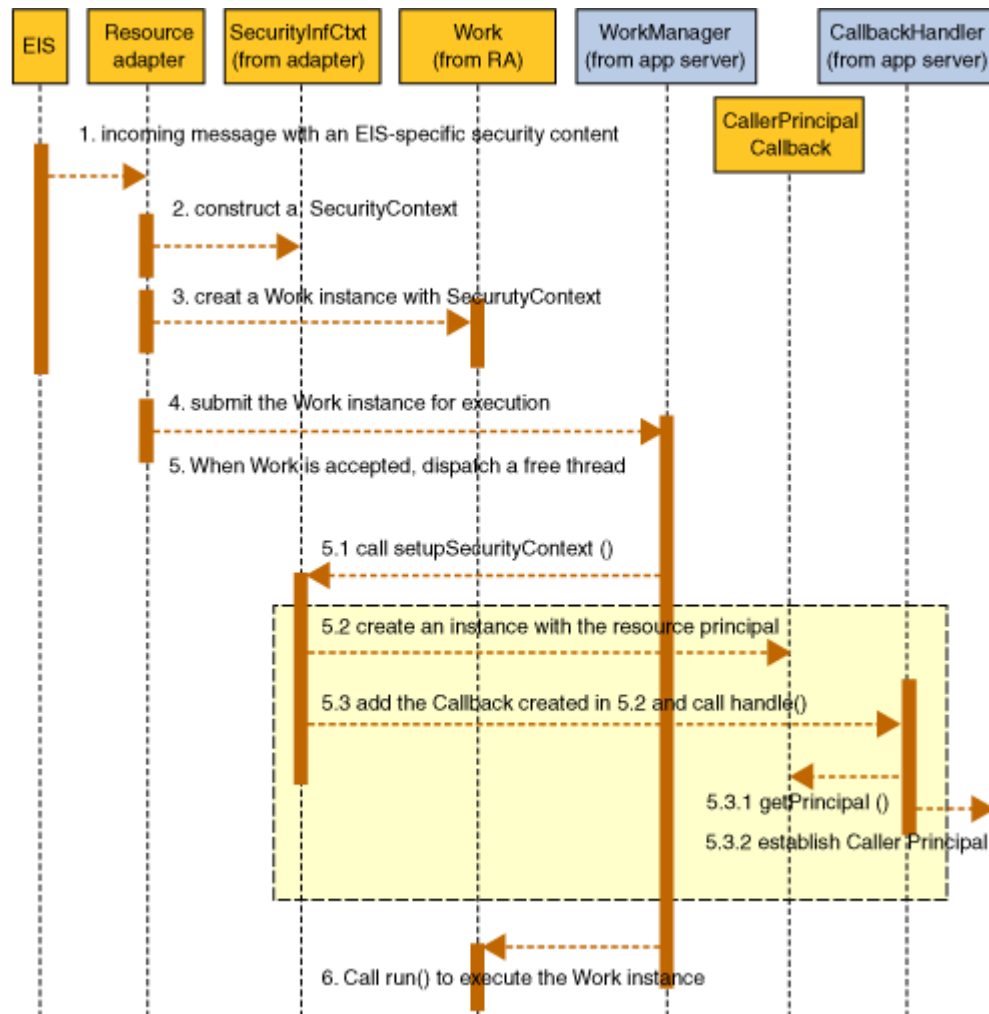 EIS
Resource
adapter
SecurityInfCtxt
(from adapter)
Work
(from RA)
WorkManager
(from app server)
CallbackHandler
(from app server)
CallerPrincipal
Callback
1. incoming message with an EIS-specific security content
2. construct a SecurityContext
3. creat a Work instance with SecurutyContext
4. submit the Work instance for execution
5. When Work is accepted, dispatch a free thread
5.1 call setupSecurityContext ()
5.2 create an instance with the resource principal
5.3 add the Callback created in 5.2 and call handle()
5.3.1 getPrincipal ()
5.3.2 establish Caller Principal
6. Call run() to execute the Work instance